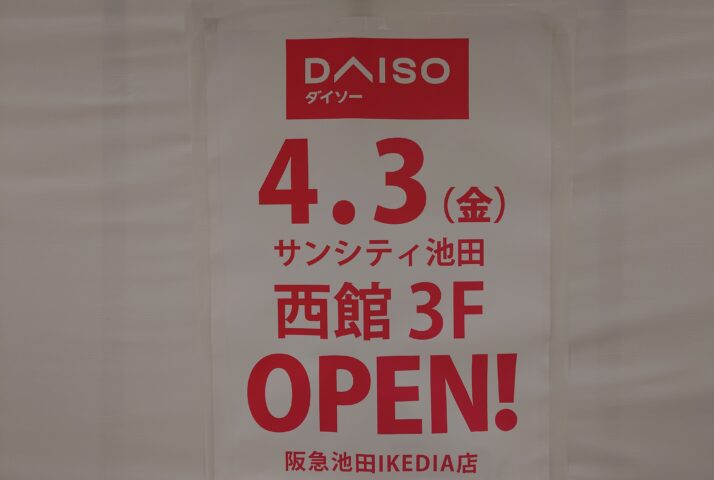 DAISO
ダイソー
4.3(金)
サンシティ池田
西館 3F
OPEN!
阪急池田IKEDIA店